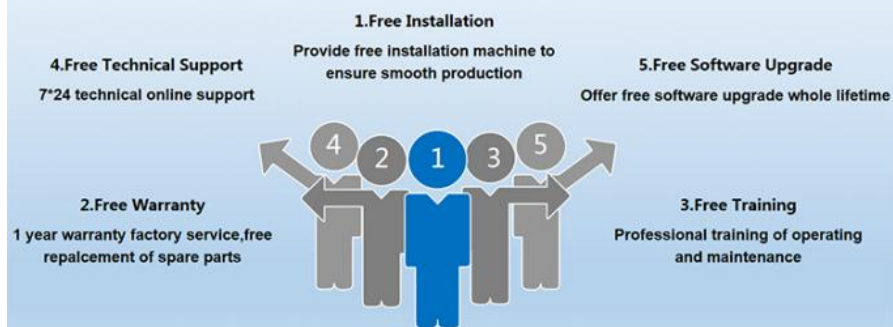 1.Free Installation
Provide free installation machine to
ensure smooth production
4.Free Technical Support
7*24 technical online support
5.Free Software Upgrade
Offer free software upgrade whole lifetime
4
2
1
3
5
2.Free Warranty
1 year warranty factory service,free
repalcement of spare parts
3.Free Training
Professional training of operating
and maintenance